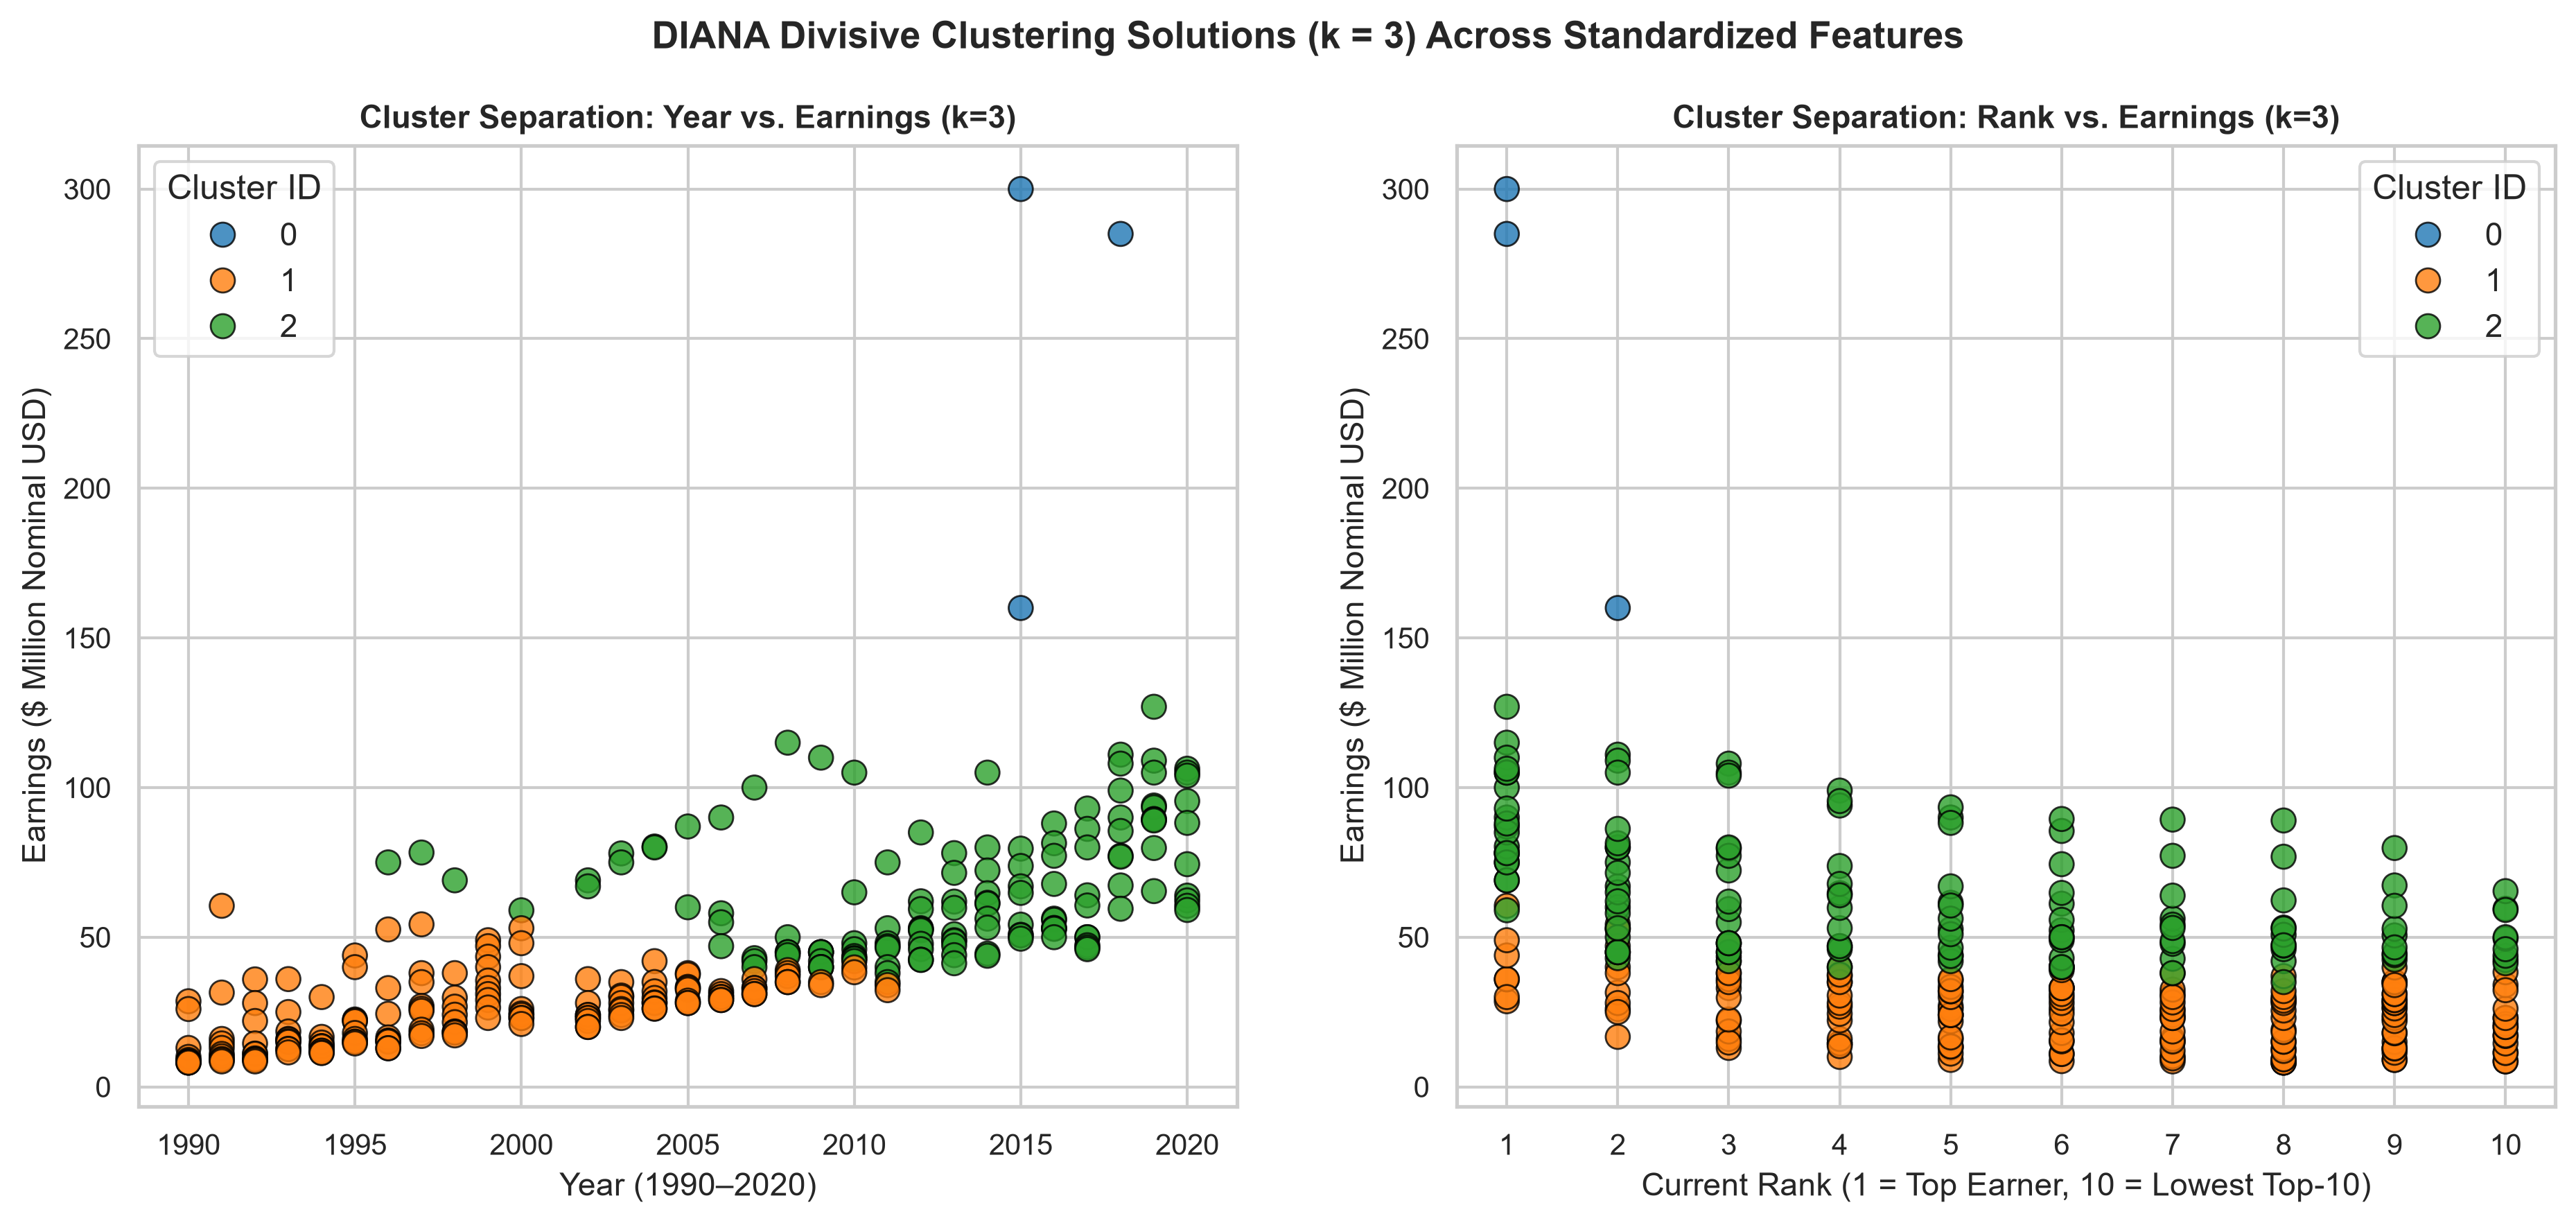 DIANA Divisive Clustering Solutions (k = 3) Across Standardized Features
Cluster Separation: Year vs. Earnings (k=3)
Cluster ID
0
1
2
300
250
200
150
100
50
0
Earnings ($ Million Nominal USD)
1990 1995 2000 2005 2010 2015 2020
Year (1990–2020)
Cluster Separation: Rank vs. Earnings (k=3)
Cluster ID
0
1
2
300
250
200
150
100
50
0
Earnings ($ Million Nominal USD)
1 2 3 4 5 6 7 8 9 10
Current Rank (1 = Top Earner, 10 = Lowest Top-10)